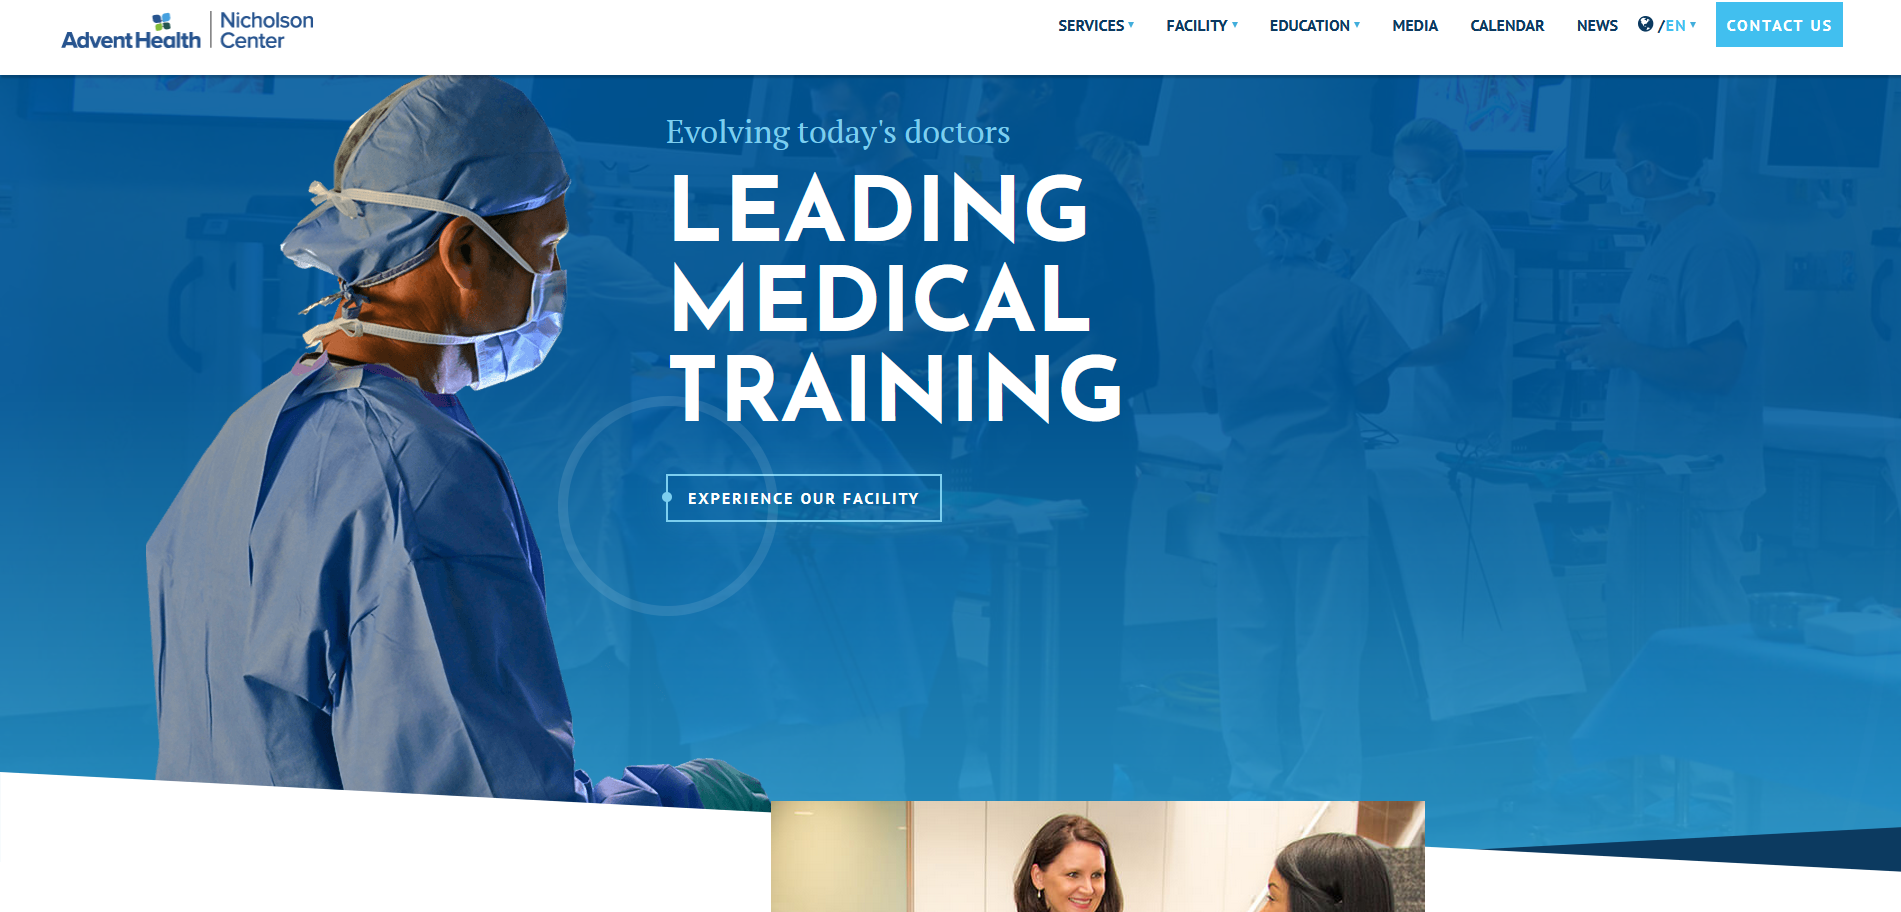 AdventHealth
Nicholson
Center
SERVICES
FACILITY
EDUCATION
MEDIA
CALENDAR
NEWS
/EN
CONTACT US
Evolving today's doctors
LEADING
MEDICAL
TRAINING
EXPERIENCE OUR FACILITY